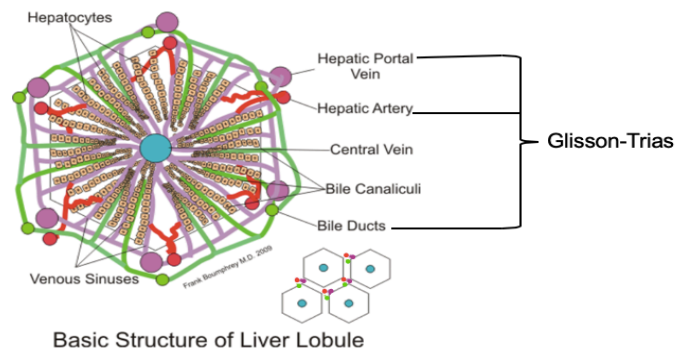 Hepatocytes
Hepatic Portal
Vein
Hepatic Artery
Glisson-Trias
Central Vein
Bile Canaliculi
Bile Ducts
Venous Sinuses
Frank Boumphrey M.D. 2009
Basic Structure of Liver Lobule